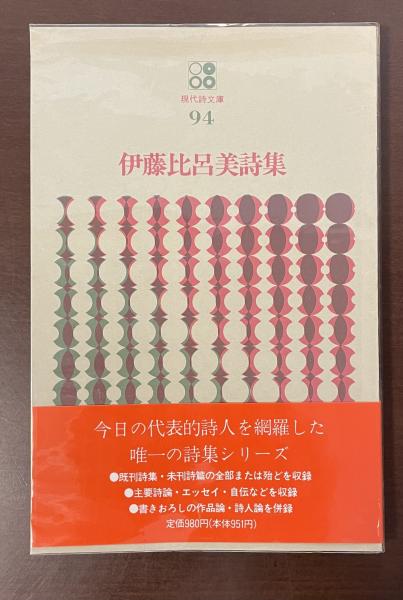 現代詩文庫
94
伊藤比呂美詩集
今日の代表的詩人を網羅した
唯一の詩集シリーズ
●既刊詩集・未刊詩篇の全部または殆どを収録
●主要詩論・エッセイ・自伝などを収録
●書きおろしの作品論・詩人論を併録
定価980円(本体951円)